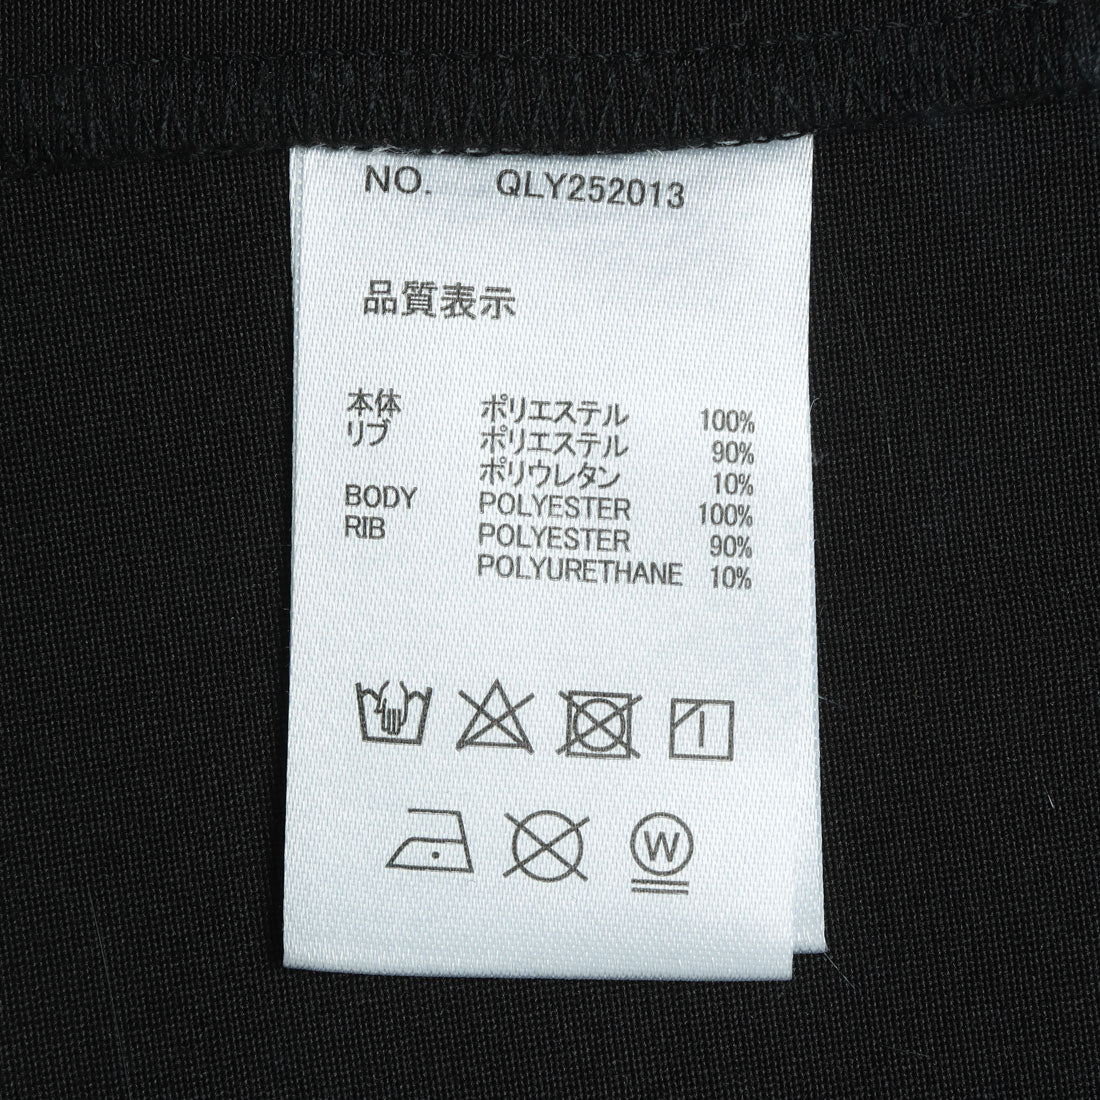 NO. QLY252013
品質表示
本体 ポリエステル 100%
リブ ポリエステル 90%
ポリウレタン 10%
BODY POLYESTER 100%
RIB POLYESTER 90%
POLYURETHANE 10%
W